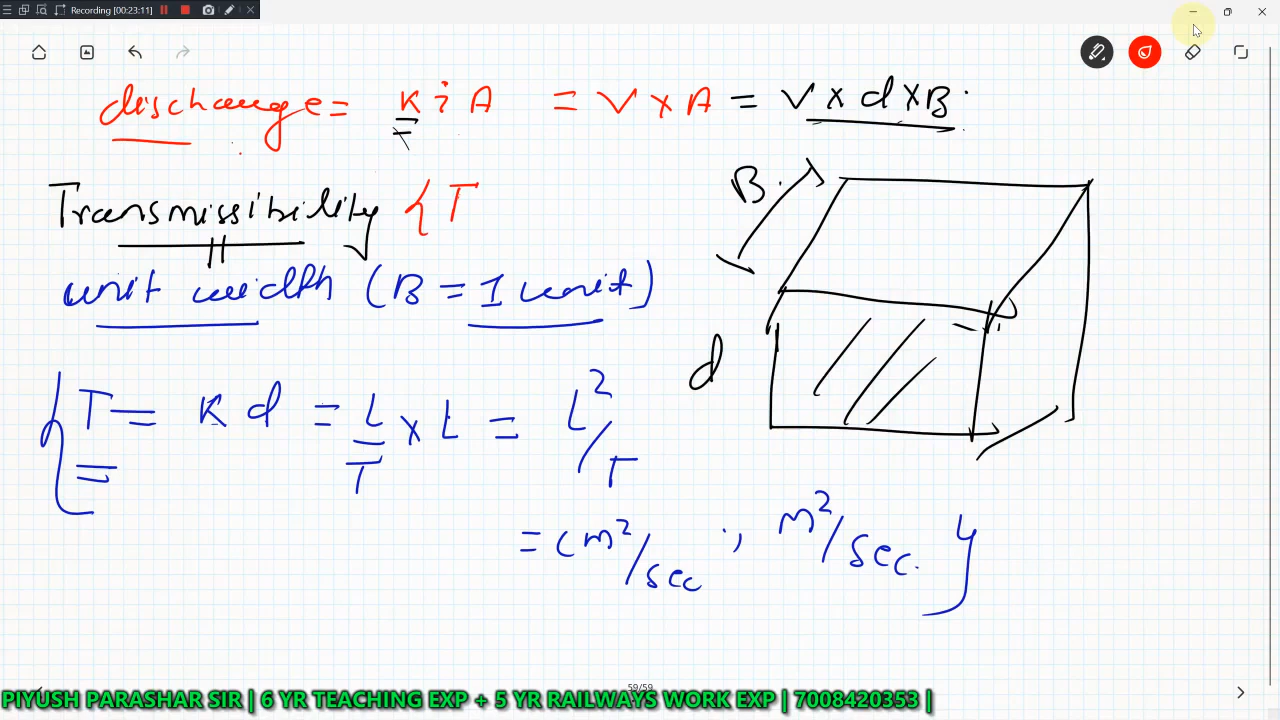 Recording [00:23:11]
discharge = K i A = V x A = V x d x B.
B.
Transmissibility { T
unit width (B = 1 unit)
d
{ T = K d = L/T x L = L²/T
= cm²/sec , m²/sec. }
59/59
PIYUSH PARASHAR SIR | 6 YR TEACHING EXP + 5 YR RAILWAYS WORK EXP | 7008420353 |